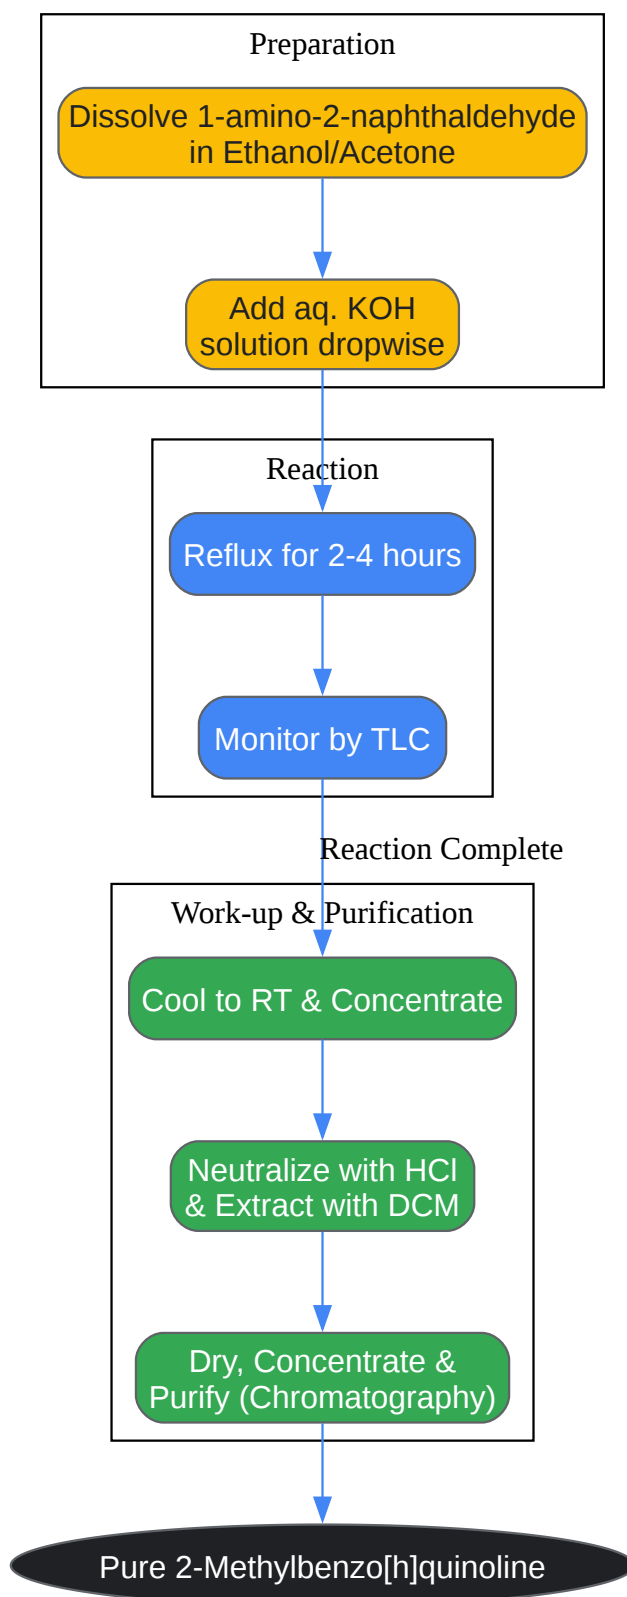 Preparation
Dissolve 1-amino-2-naphthaldehyde
in Ethanol/Acetone
Add aq. KOH
solution dropwise
Reaction
Reflux for 2-4 hours
Monitor by TLC
Reaction Complete
Work-up & Purification
Cool to RT & Concentrate
Neutralize with HCl
& Extract with DCM
Dry, Concentrate &
Purify (Chromatography)
Pure 2-Methylbenzo[h]quinoline